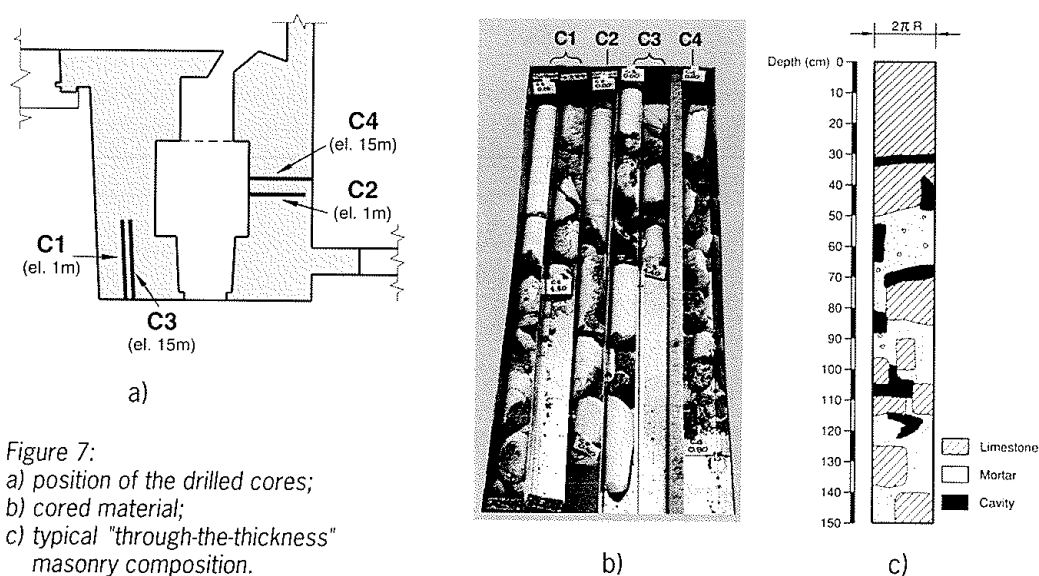 C4
(el. 15m)
C2
(el. 1m)
C1
(el. 1m)
C3
(el. 15m)
a)
Figure 7:
a) position of the drilled cores;
b) cored material;
c) typical "through-the-thickness"
masonry composition.
C1 C2 C3 C4
b)
2πR
Depth (cm) 0
10
20
30
40
50
60
70
80
90
100
110
120
130
140
150
Limestone
Mortar
Cavity
c)